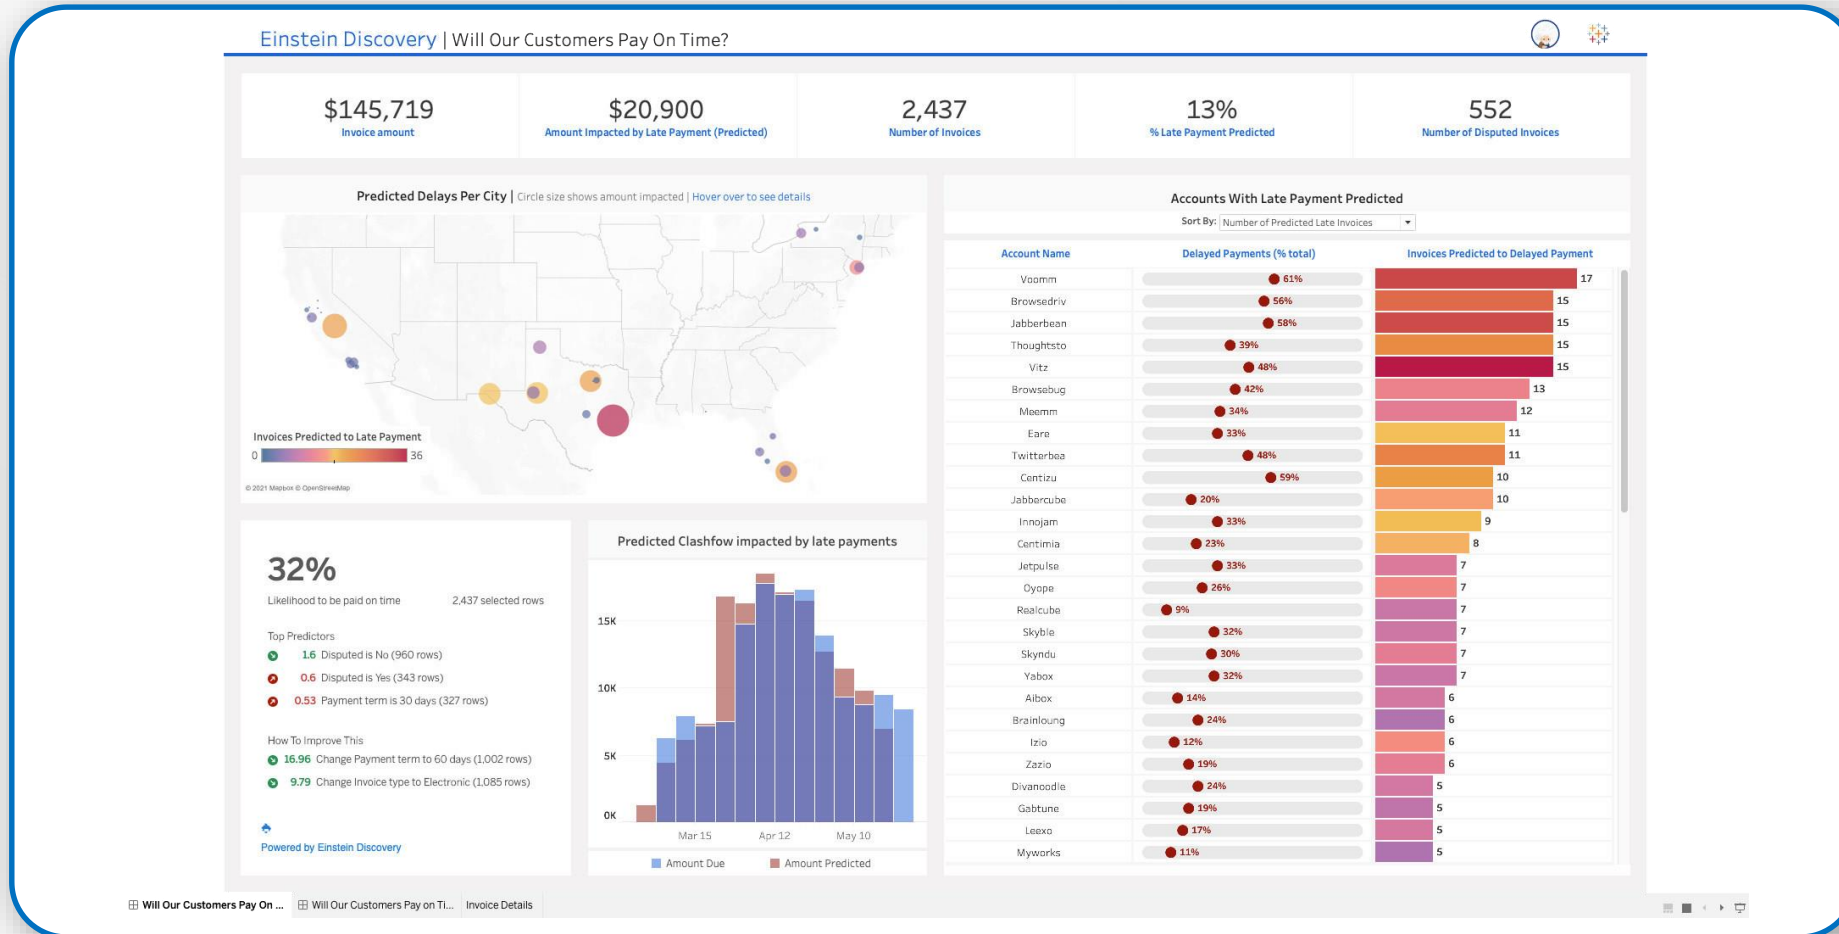 Einstein Discovery | Will Our Customers Pay On Time?
$145,719
Invoice amount
$20,900
Amount Impacted by Late Payment (Predicted)
2,437
Number of Invoices
13%
% Late Payment Predicted
552
Number of Disputed Invoices
Predicted Delays Per City | Circle size shows amount impacted | Hover over to see details
Invoices Predicted to Late Payment
0 36
© 2021 Mapbox © OpenStreetMap
Accounts With Late Payment Predicted
Sort By: Number of Predicted Late Invoices
Account Name Delayed Payments (% total) Invoices Predicted to Delayed Payment
Voomm 61% 17
Browsedriv 56% 15
Jabberbean 58% 15
Thoughtsto 39% 15
Vitz 48% 15
Browsebug 42% 13
Meemm 34% 12
Eare 33% 11
Twitterbea 48% 11
Centizu 59% 10
Jabbercube 20% 10
Innojam 33% 9
Centimia 23% 8
Jetpulse 33% 7
Oyope 26% 7
Realcube 9% 7
Skyble 32% 7
Skyndu 30% 7
Yabox 32% 7
Aibox 14% 6
Brainloung 24% 6
Izio 12% 6
Zazio 19% 6
Divanoodle 24% 5
Gabtune 19% 5
Leexo 17% 5
Myworks 11% 5
32%
Likelihood to be paid on time 2,437 selected rows
Top Predictors
1.6 Disputed is No (960 rows)
0.6 Disputed is Yes (343 rows)
0.53 Payment term is 30 days (327 rows)
How To Improve This
16.96 Change Payment term to 60 days (1,002 rows)
9.79 Change Invoice type to Electronic (1,085 rows)
Powered by Einstein Discovery
Predicted Clashfow impacted by late payments
15K
10K
5K
0K
Mar 15 Apr 12 May 10
Amount Due Amount Predicted
Will Our Customers Pay On ... Will Our Customers Pay on Ti... Invoice Details